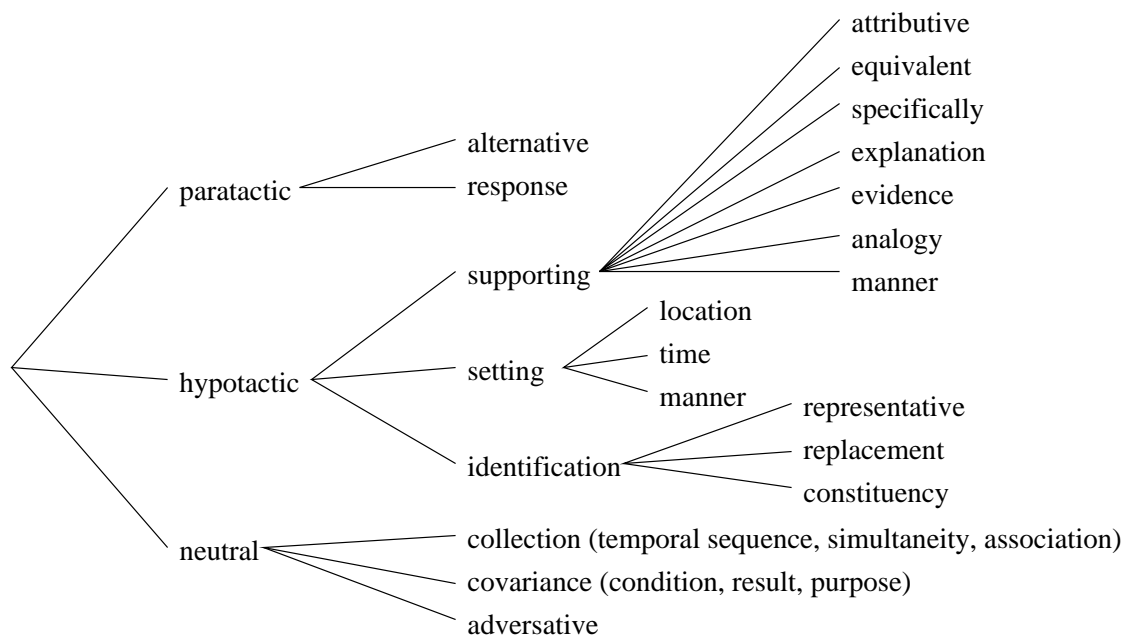 attributive
equivalent
specifically
explanation
evidence
analogy
manner
alternative
response
paratactic
supporting
location
time
manner
setting
hypotactic
representative
replacement
constituency
identification
collection (temporal sequence, simultaneity, association)
neutral
covariance (condition, result, purpose)
adversative